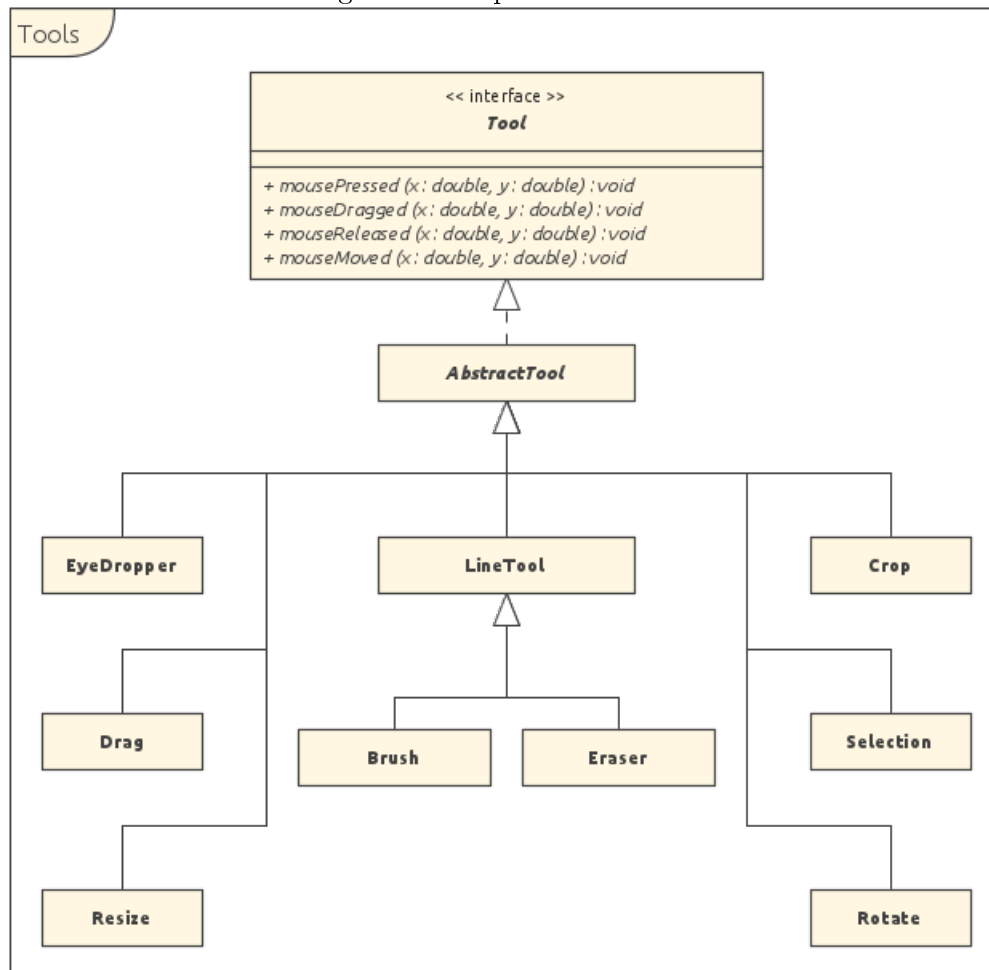 Tools
<< interface >>
Tool
+ mousePressed (x : double, y : double) : void
+ mouseDragged (x : double, y : double) : void
+ mouseReleased (x : double, y : double) : void
+ mouseMoved (x : double, y : double) : void
AbstractTool
EyeDropper
LineTool
Crop
Drag
Brush
Eraser
Selection
Resize
Rotate